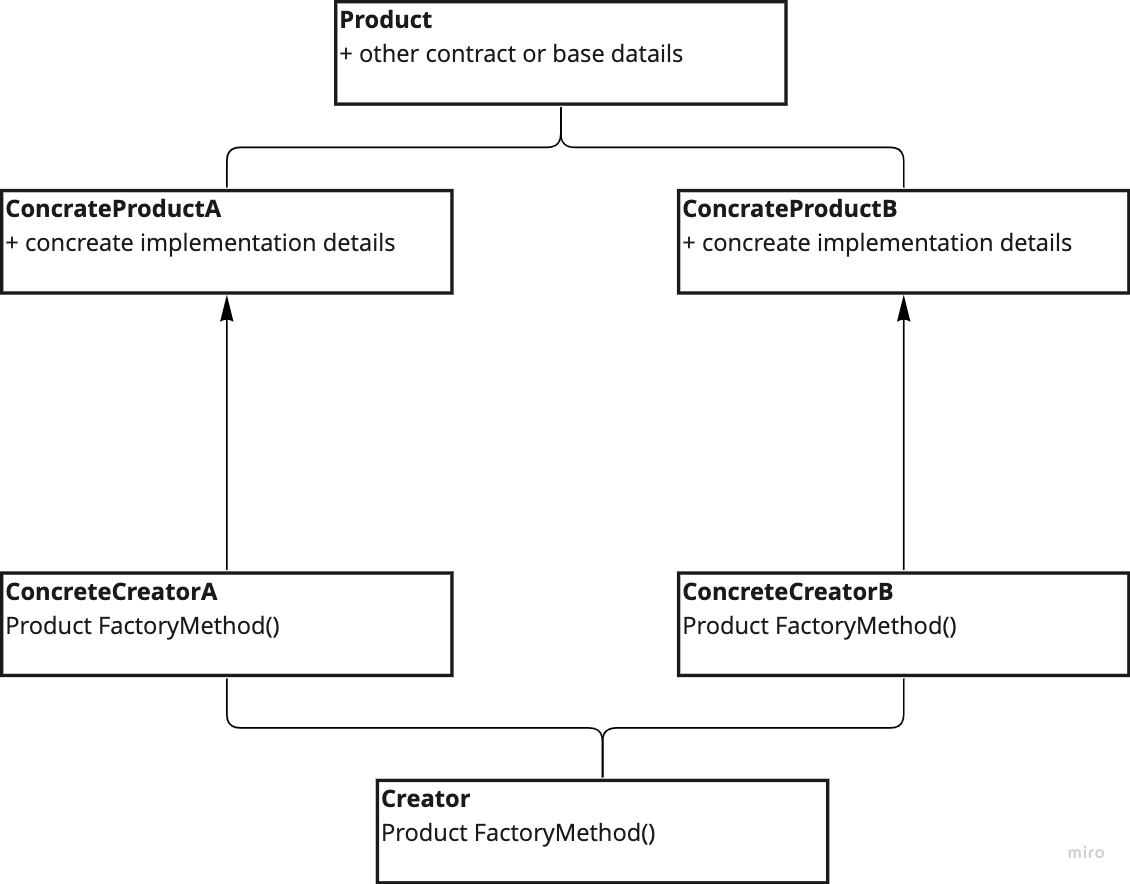 Product
+ other contract or base datails
ConcrateProductA
+ concreate implementation details
ConcrateProductB
+ concreate implementation details
ConcreteCreatorA
Product FactoryMethod()
ConcreteCreatorB
Product FactoryMethod()
Creator
Product FactoryMethod()
miro